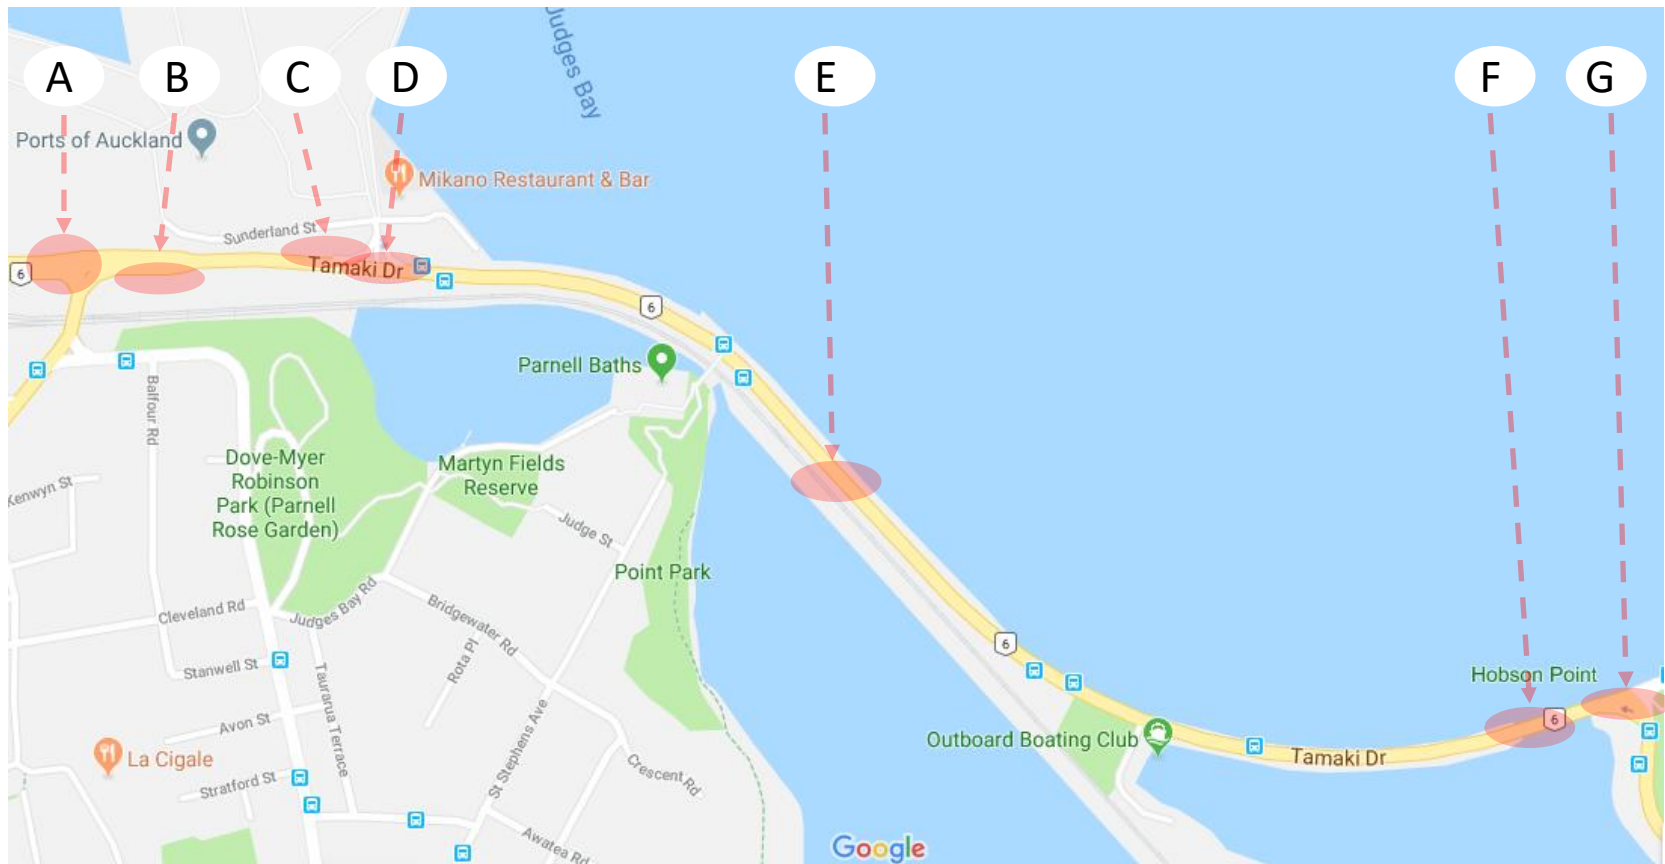 A
B
C
D
E
F
G
Judges Bay
Ports of Auckland
Mikano Restaurant & Bar
Sunderland St
6
Tamaki Dr
6
Parnell Baths
Balfour Rd
Dove-Myer
Robinson
Park (Parnell
Rose Garden)
Martyn Fields
Reserve
Kenwyn St
Judge St
Point Park
Cleveland Rd
Judges Bay Rd
Bridgewater Rd
6
Stanwell St
Rota Pl
Taurarua Terrace
Hobson Point
6
Avon St
St Stephens Ave
Outboard Boating Club
Tamaki Dr
La Cigale
Stratford St
Crescent Rd
Awatea Rd
Google